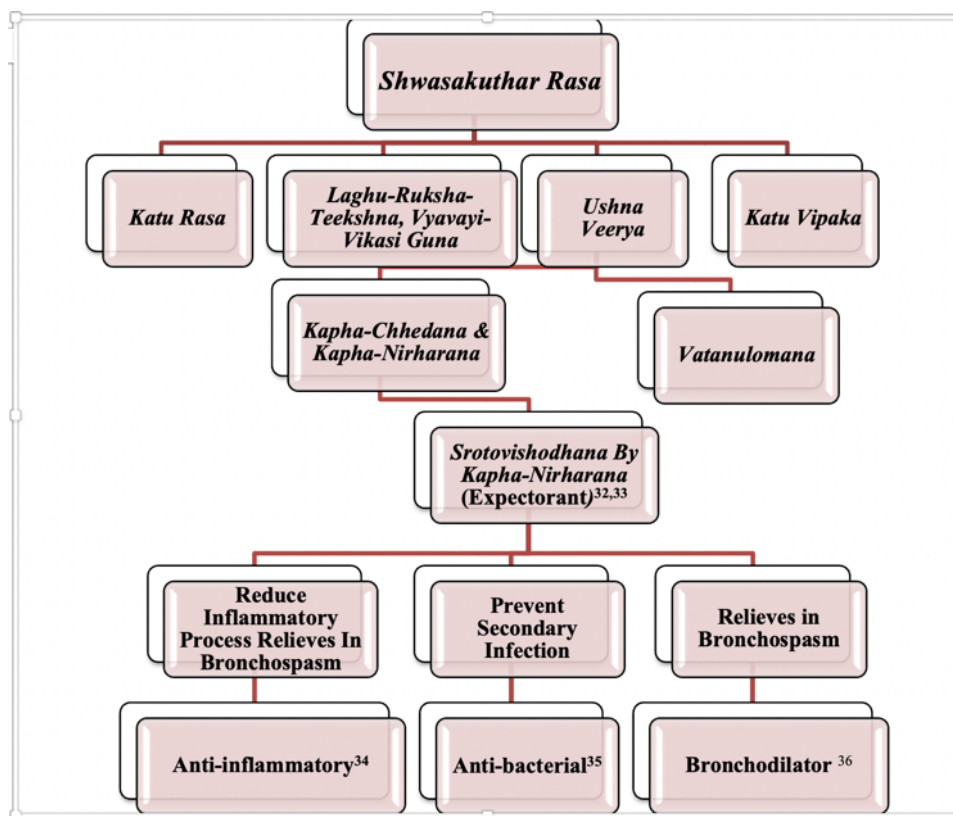 Shwasakuthar Rasa
Katu Rasa
Laghu-Ruksha-
Teekshna, Vyavayi-
Vikasi Guna
Ushna
Veerya
Katu Vipaka
Kapha-Chhedana &
Kapha-Nirharana
Vatanulomana
Srotovishodhana By
Kapha-Nirharana
(Expectorant)³²,³³
Reduce
Inflammatory
Process Relieves In
Bronchospasm
Prevent
Secondary
Infection
Relieves in
Bronchospasm
Anti-inflammatory³⁴
Anti-bacterial³⁵
Bronchodilator ³⁶